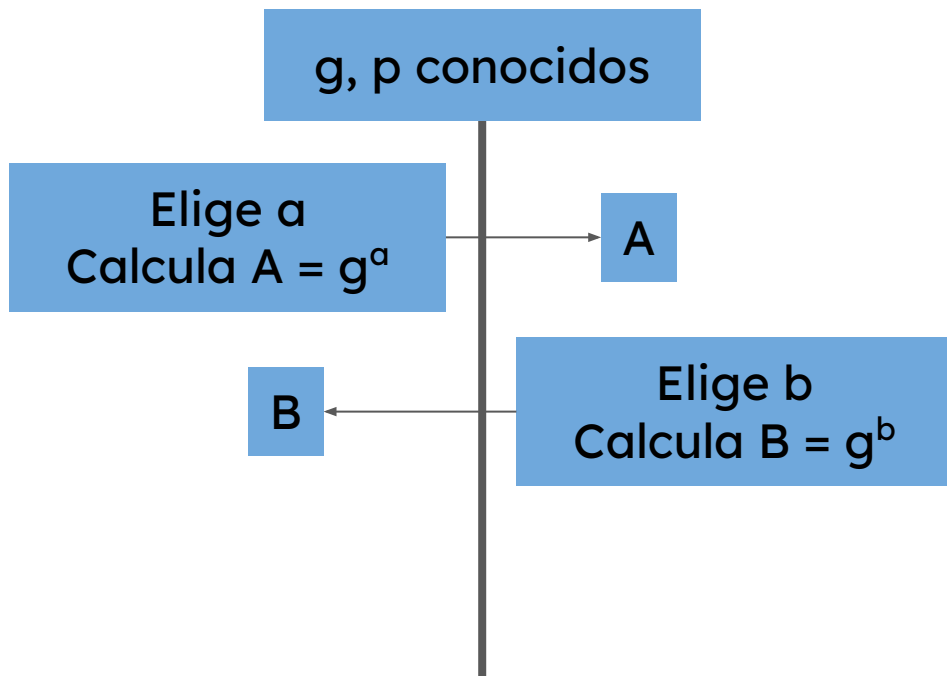 g, p conocidos
Elige a
Calcula A = gᵃ
A
B
Elige b
Calcula B = gᵇ